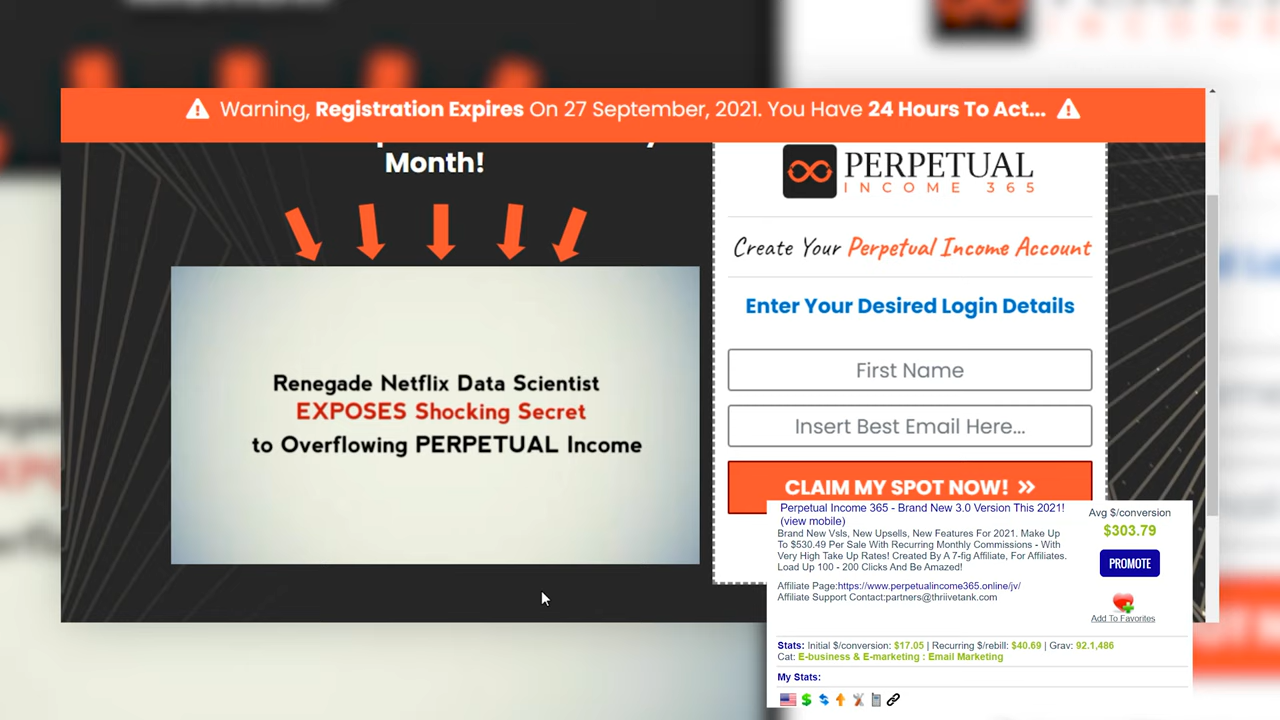 Warning, Registration Expires On 27 September, 2021. You Have 24 Hours To Act...
Month!
PERPETUAL
INCOME 365
Create Your Perpetual Income Account
Enter Your Desired Login Details
First Name
Insert Best Email Here...
CLAIM MY SPOT NOW! »
Renegade Netflix Data Scientist
EXPOSES Shocking Secret
to Overflowing PERPETUAL Income
Perpetual Income 365 - Brand New 3.0 Version This 2021!
(view mobile)
Brand New Vsls, New Upsells, New Features For 2021. Make Up
To $530.49 Per Sale With Recurring Monthly Commissions - With
Very High Take Up Rates! Created By A 7-fig Affiliate, For Affiliates.
Load Up 100 - 200 Clicks And Be Amazing!
Avg $/conversion
$303.79
PROMOTE
Add To Favorites
Affiliate Page:https://www.perpetualincome365.online/jv/
Affiliate Support Contact:partners@thriivetank.com
Stats: Initial $/conversion: $17.05 | Recurring $/rebill: $40.69 | Grav: 92.1,486
Cat: E-business & E-marketing : Email Marketing
My Stats: